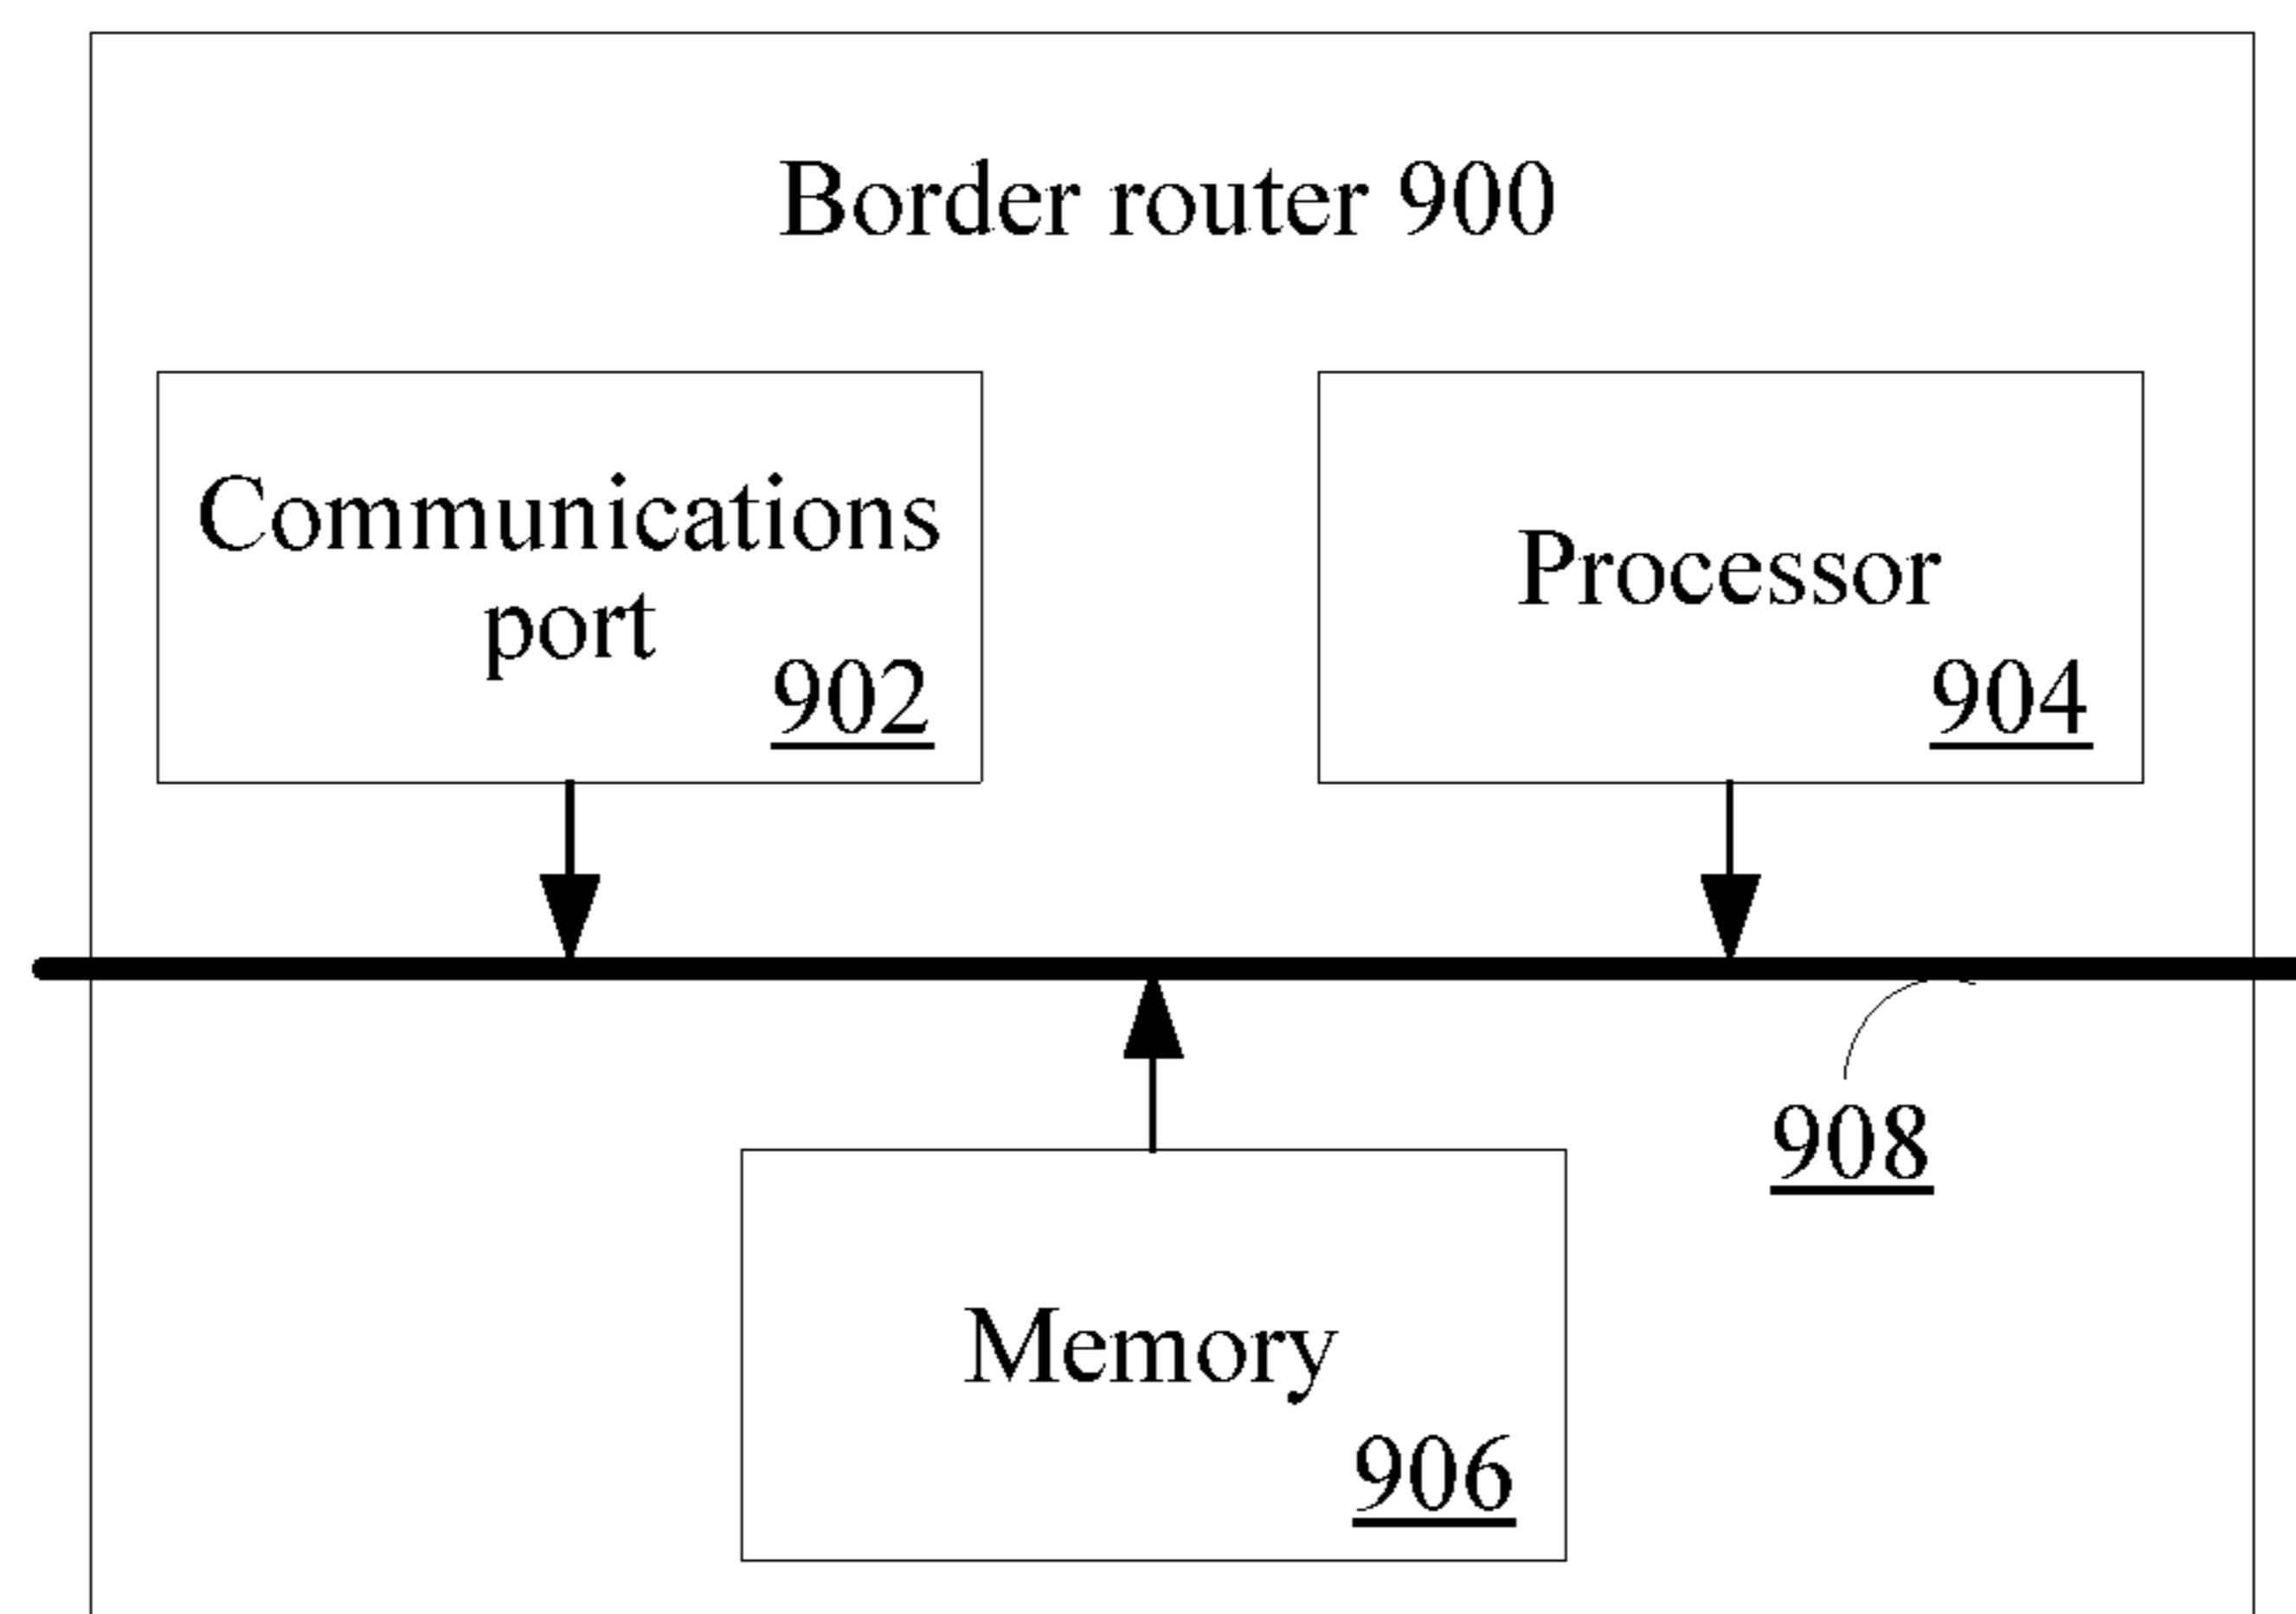 Border router 900
Communications
port
902
Processor
904
908
Memory
906